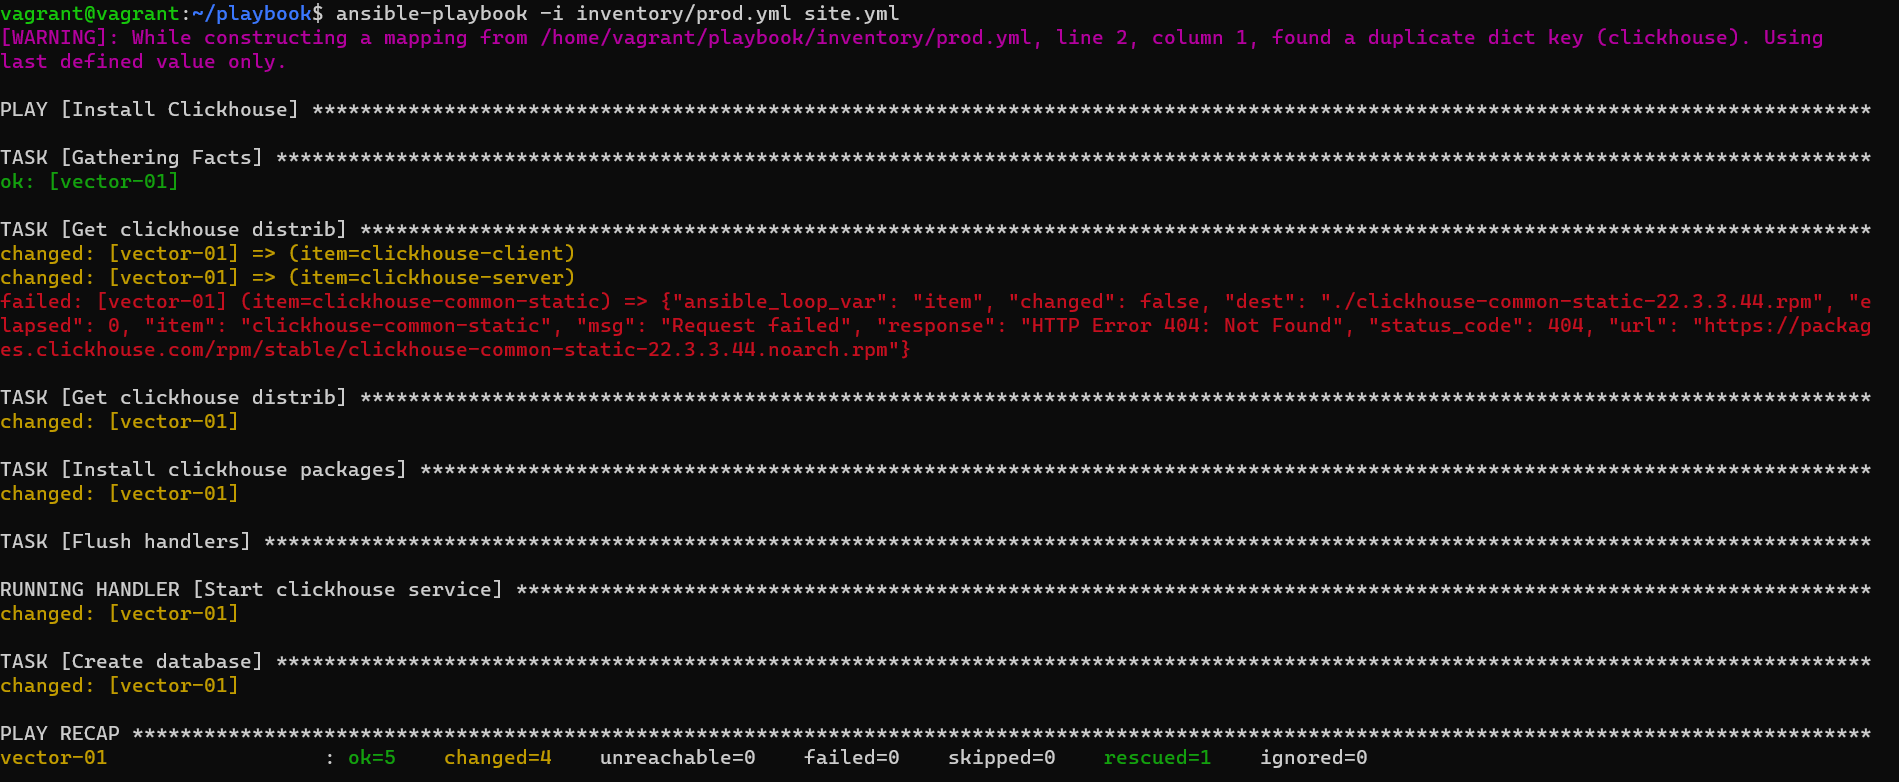 vagrant@vagrant:~/playbook$ ansible-playbook -i inventory/prod.yml site.yml
[WARNING]: While constructing a mapping from /home/vagrant/playbook/inventory/prod.yml, line 2, column 1, found a duplicate dict key (clickhouse). Using
last defined value only.
PLAY [Install Clickhouse] **********************************************************************************************************************************
TASK [Gathering Facts] *************************************************************************************************************************************
ok: [vector-01]
TASK [Get clickhouse distrib] ******************************************************************************************************************************
changed: [vector-01] => (item=clickhouse-client)
changed: [vector-01] => (item=clickhouse-server)
failed: [vector-01] (item=clickhouse-common-static) => {"ansible_loop_var": "item", "changed": false, "dest": "./clickhouse-common-static-22.3.3.44.rpm", "e
lapsed": 0, "item": "clickhouse-common-static", "msg": "Request failed", "response": "HTTP Error 404: Not Found", "status_code": 404, "url": "https://packag
es.clickhouse.com/rpm/stable/clickhouse-common-static-22.3.3.44.noarch.rpm"}
TASK [Get clickhouse distrib] ******************************************************************************************************************************
changed: [vector-01]
TASK [Install clickhouse packages] *************************************************************************************************************************
changed: [vector-01]
TASK [Flush handlers] **************************************************************************************************************************************
RUNNING HANDLER [Start clickhouse service] *****************************************************************************************************************
changed: [vector-01]
TASK [Create database] *************************************************************************************************************************************
changed: [vector-01]
PLAY RECAP *************************************************************************************************************************************************
vector-01                  : ok=5    changed=4    unreachable=0    failed=0    skipped=0    rescued=1    ignored=0